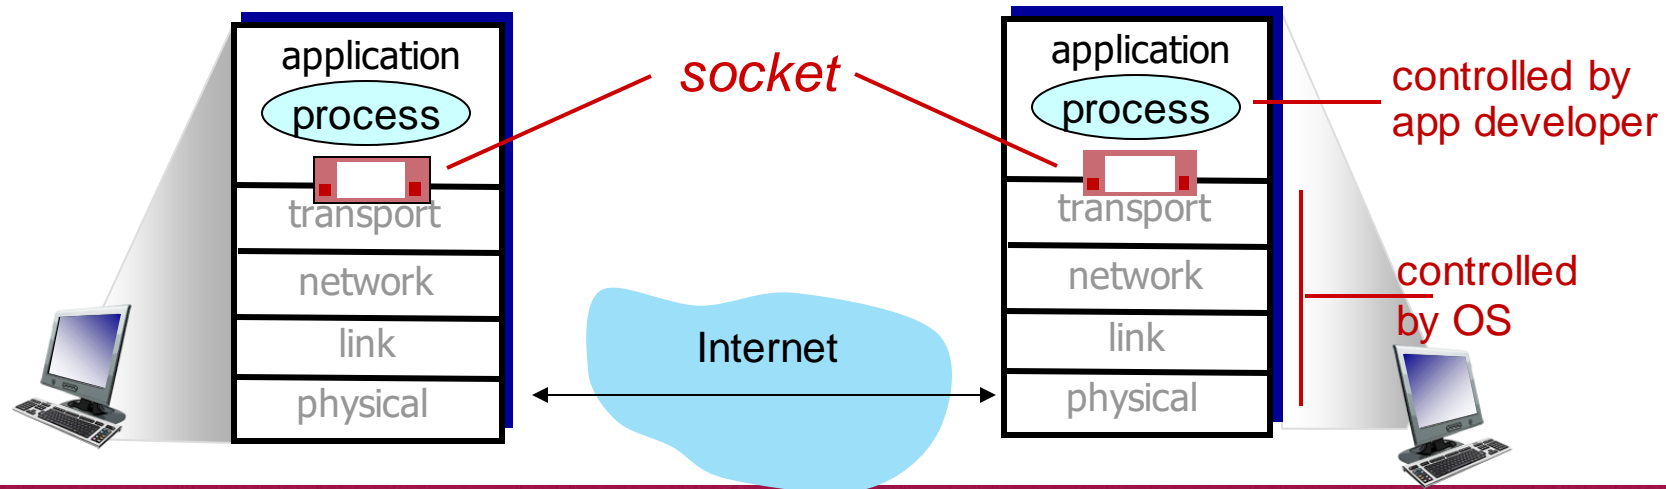 application
process
transport
network
link
physical
socket
Internet
application
process
transport
network
link
physical
controlled by
app developer
controlled
by OS